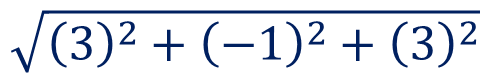 √(3)² + (−1)² + (3)²